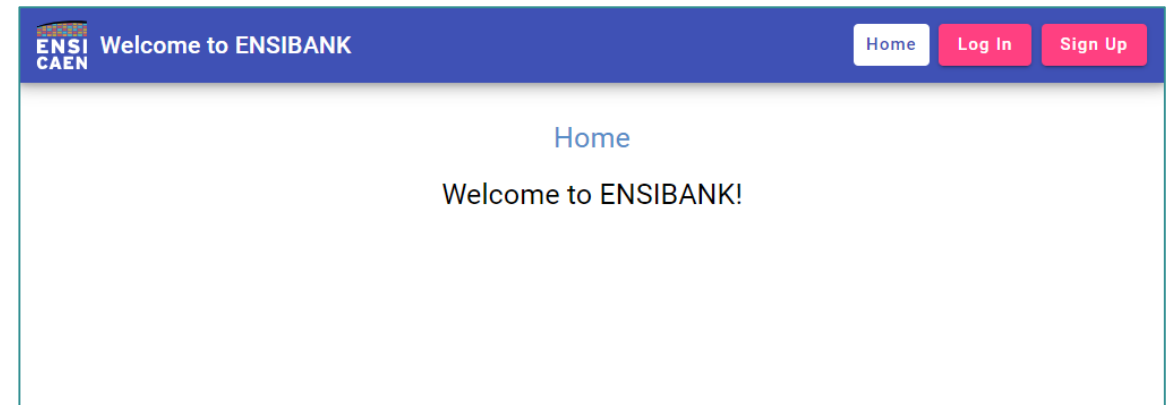 ENSI
CAEN
Welcome to ENSIBANK
Home
Log In
Sign Up
Home
Welcome to ENSIBANK!